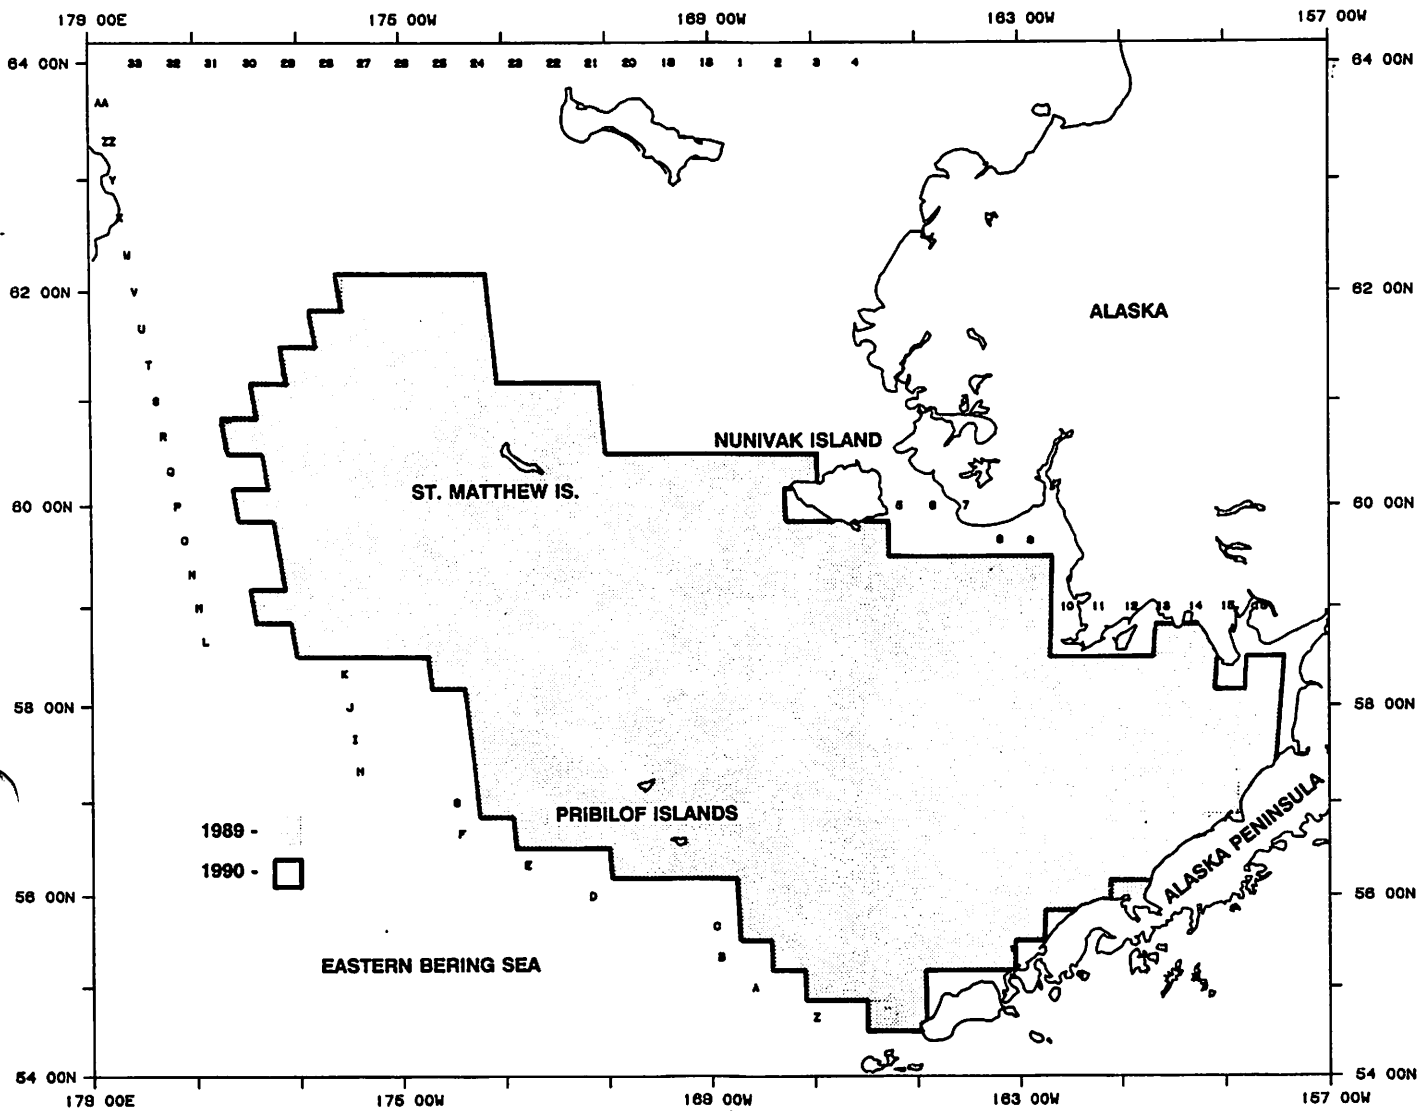 179 00E 175 00W 169 00W 163 00W 157 00W
64 00N 33 32 31 30 29 28 27 26 25 24 23 22 21 20 19 18 1 2 3 4 64 00N
AA
ZZ
Y
X
W
62 00N V 62 00N
U
ALASKA
T
S
R
NUNIVAK ISLAND
Q
ST. MATTHEW IS.
60 00N P 5 6 7 60 00N
O 8 9
N
M 10 11 12 13 14 15 16
L
K
58 00N J 58 00N
I
H
G
PRIBILOF ISLANDS
ALASKA PENINSULA
1989 -
F
1990 -
E
56 00N D 56 00N
C
B
EASTERN BERING SEA
A
Z
54 00N 54 00N
179 00E 175 00W 169 00W 163 00W 157 00W